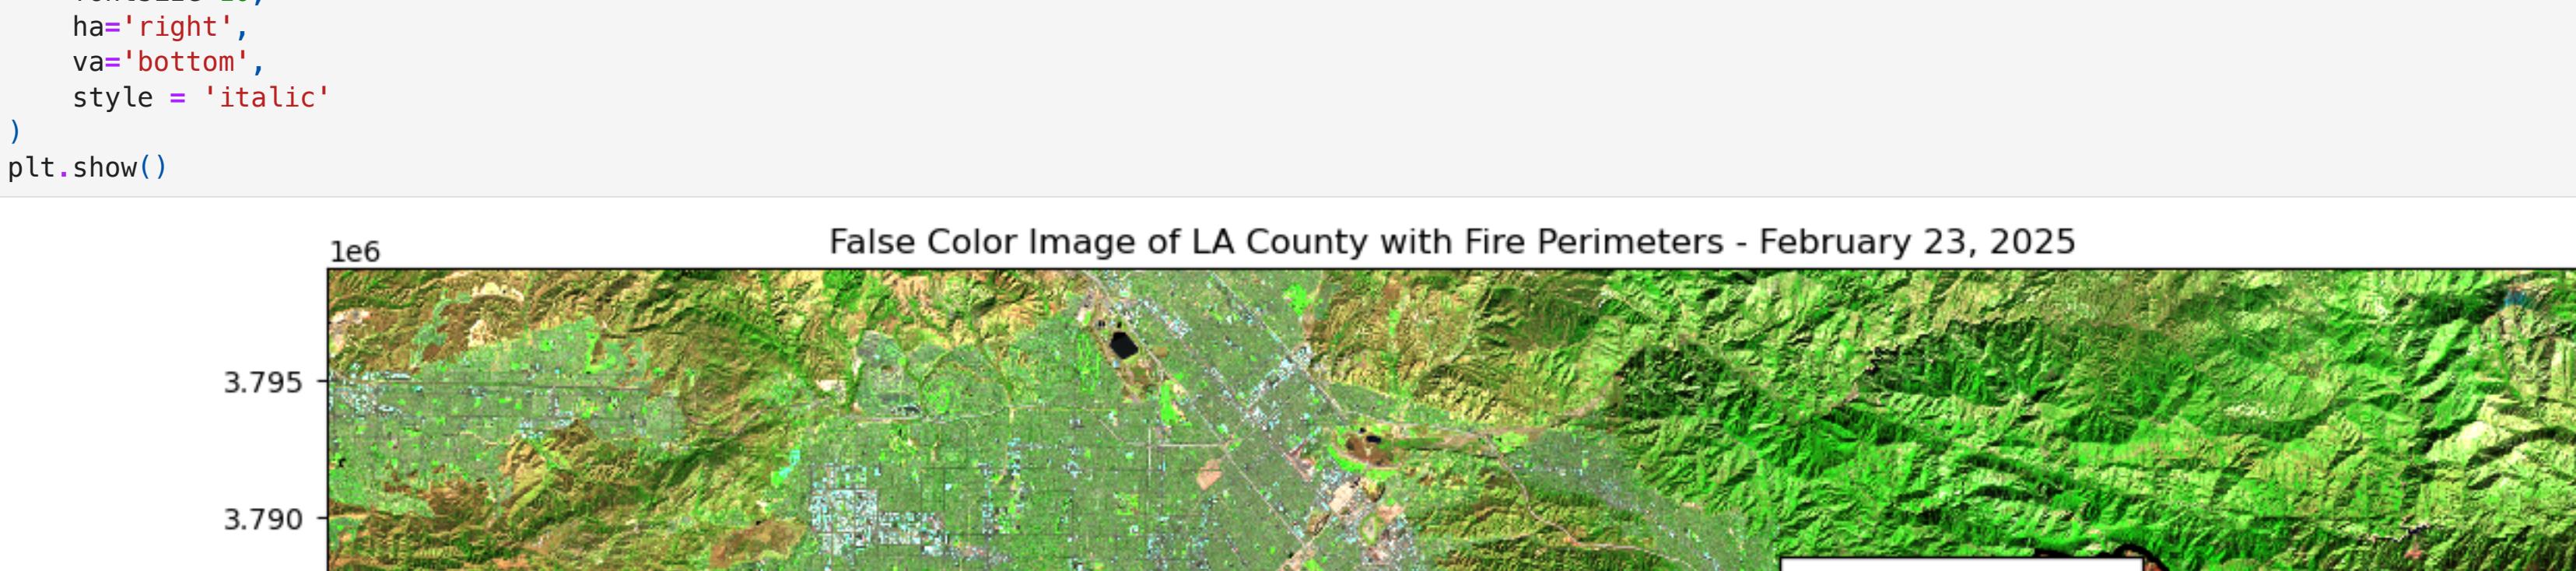 ha='right',
va='bottom',
style = 'italic'
)
plt.show()
False Color Image of LA County with Fire Perimeters - February 23, 2025
1e6
3.795
3.790